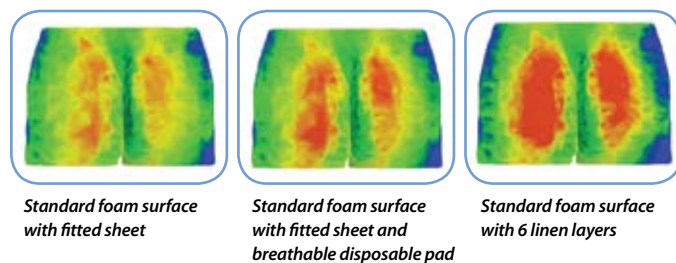 Standard foam surface
with fitted sheet
Standard foam surface
with fitted sheet and
breathable disposable pad
Standard foam surface
with 6 linen layers